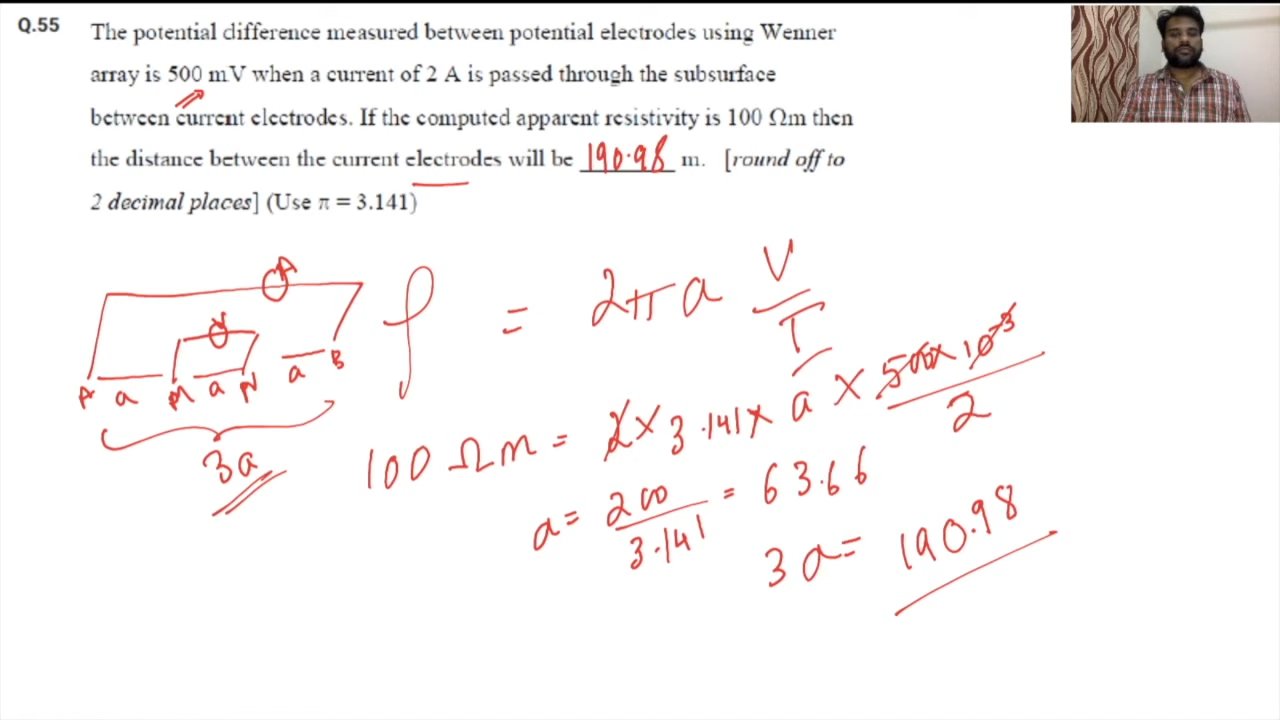 Q.55 The potential difference measured between potential electrodes using Wenner
array is 500 mV when a current of 2 A is passed through the subsurface
between current electrodes. If the computed apparent resistivity is 100 Ωm then
the distance between the current electrodes will be 190.98 m. [round off to
2 decimal places] (Use π = 3.141)
A
V
A a M a N a B
3a
ρ = 2πa V/I
100 Ωm = 2 × 3.141 × a × 500 × 10⁻³ / 2
a = 200 / 3.141 = 63.66
3a = 190.98